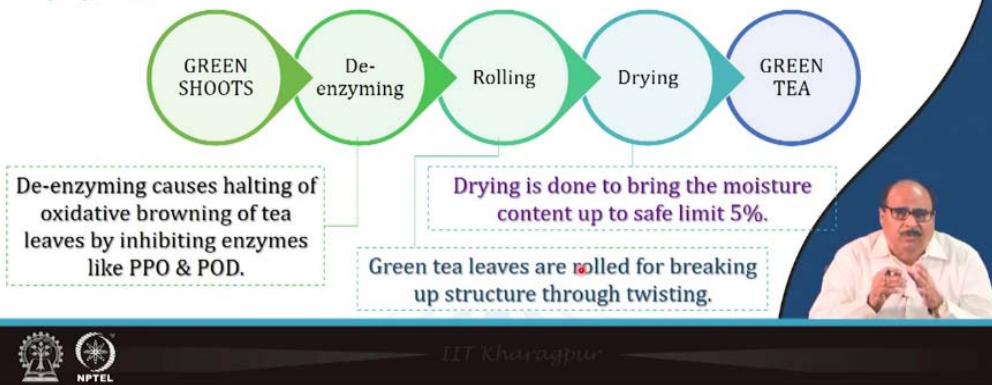 GREEN
SHOOTS
De-
enzyming
Rolling
Drying
GREEN
TEA
De-enzyming causes halting of
oxidative browning of tea
leaves by inhibiting enzymes
like PPO & POD.
Drying is done to bring the moisture
content up to safe limit 5%.
Green tea leaves are rolled for breaking
up structure through twisting.
NPTEL
IIT Kharagpur